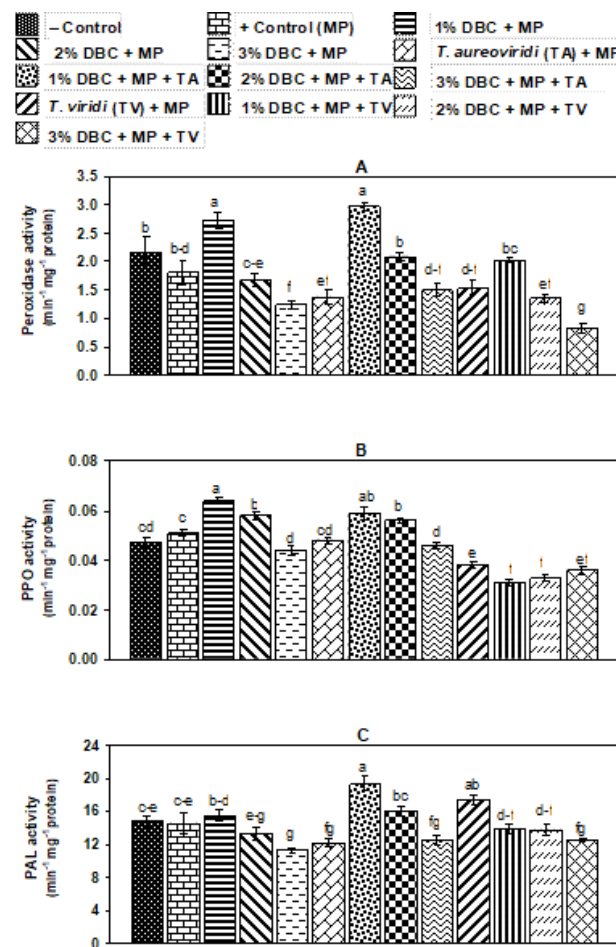 – Control + Control (MP) 1% DBC + MP
2% DBC + MP 3% DBC + MP T. aureoviridi (TA) + MP
1% DBC + MP + TA 2% DBC + MP + TA 3% DBC + MP + TA
T. viridi (TV) + MP 1% DBC + MP + TV 2% DBC + MP + TV
3% DBC + MP + TV
A
Peroxidase activity
(min⁻¹ mg⁻¹ protein)
3.5
3.0
2.5
2.0
1.5
1.0
0.5
0.0
b b-d a c-e f ef a b d-f d-f bc ef g
B
PPO activity
(min⁻¹ mg⁻¹ protein)
0.08
0.06
0.04
0.02
0.00
cd c a b d cd ab b d e f f ef
C
PAL activity
(min⁻¹ mg⁻¹ protein)
24
20
16
12
8
4
0
c-e c-e b-d e-g g fg a bc fg ab d-f d-f fg